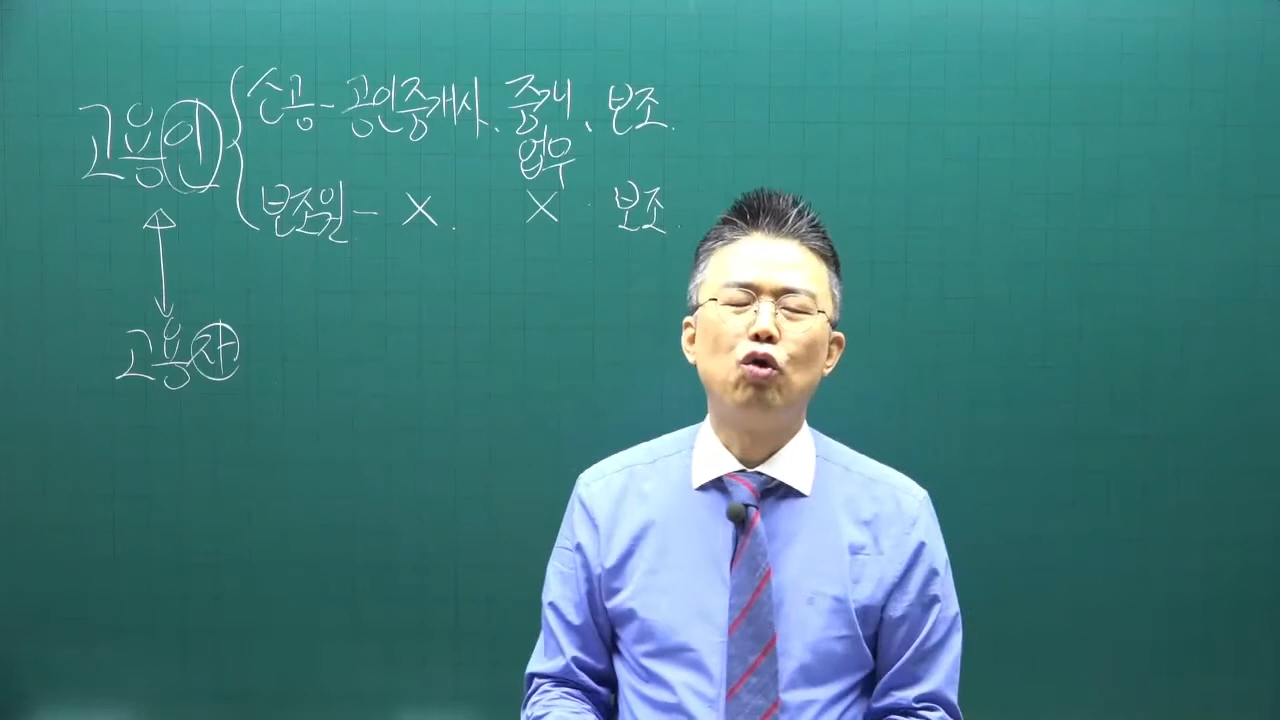 고용인 { 소공 - 공인중개사, 중개업무, 보조.
보조원 - X. X 보조.
고용자